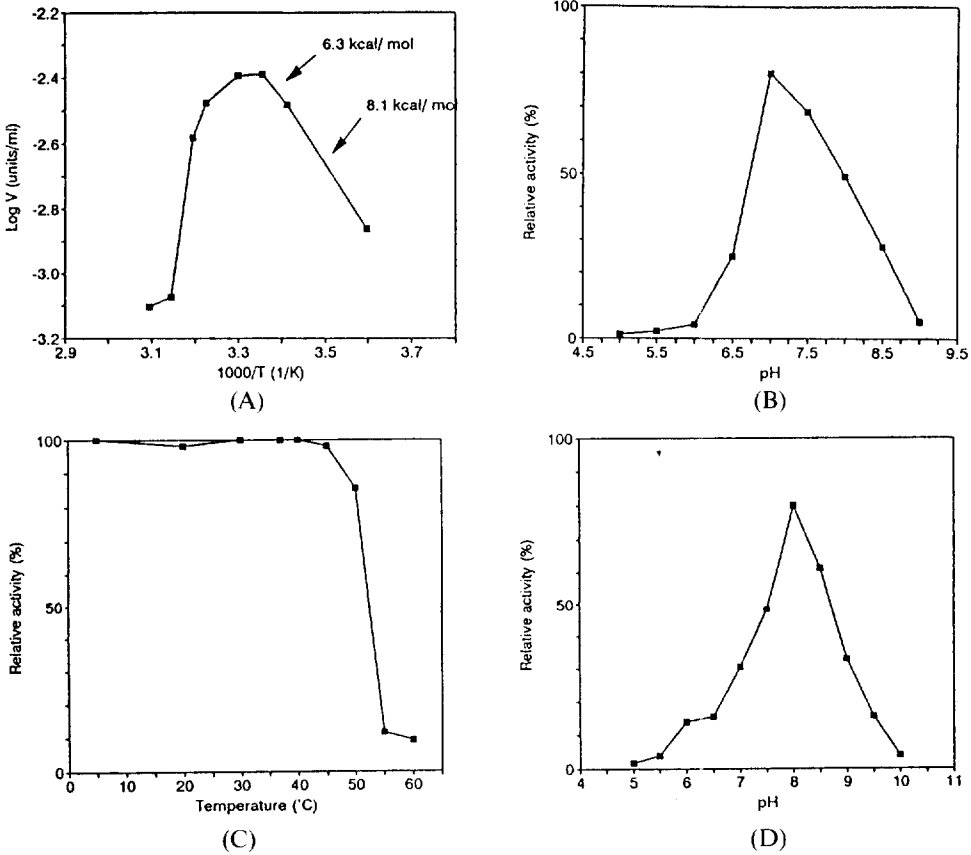 -2.2
-2.4
-2.6
-2.8
-3.0
-3.2
2.9
3.1
3.3
3.5
3.7
Log V (units/ml)
1000/T (1/K)
6.3 kcal/ mol
8.1 kcal/ mol
(A)
100
50
0
4.5
5.5
6.5
7.5
8.5
9.5
Relative activity (%)
pH
(B)
100
50
0
0
10
20
30
40
50
60
Relative activity (%)
Temperature (°C)
(C)
100
50
0
4
5
6
7
8
9
10
11
Relative activity (%)
pH
(D)